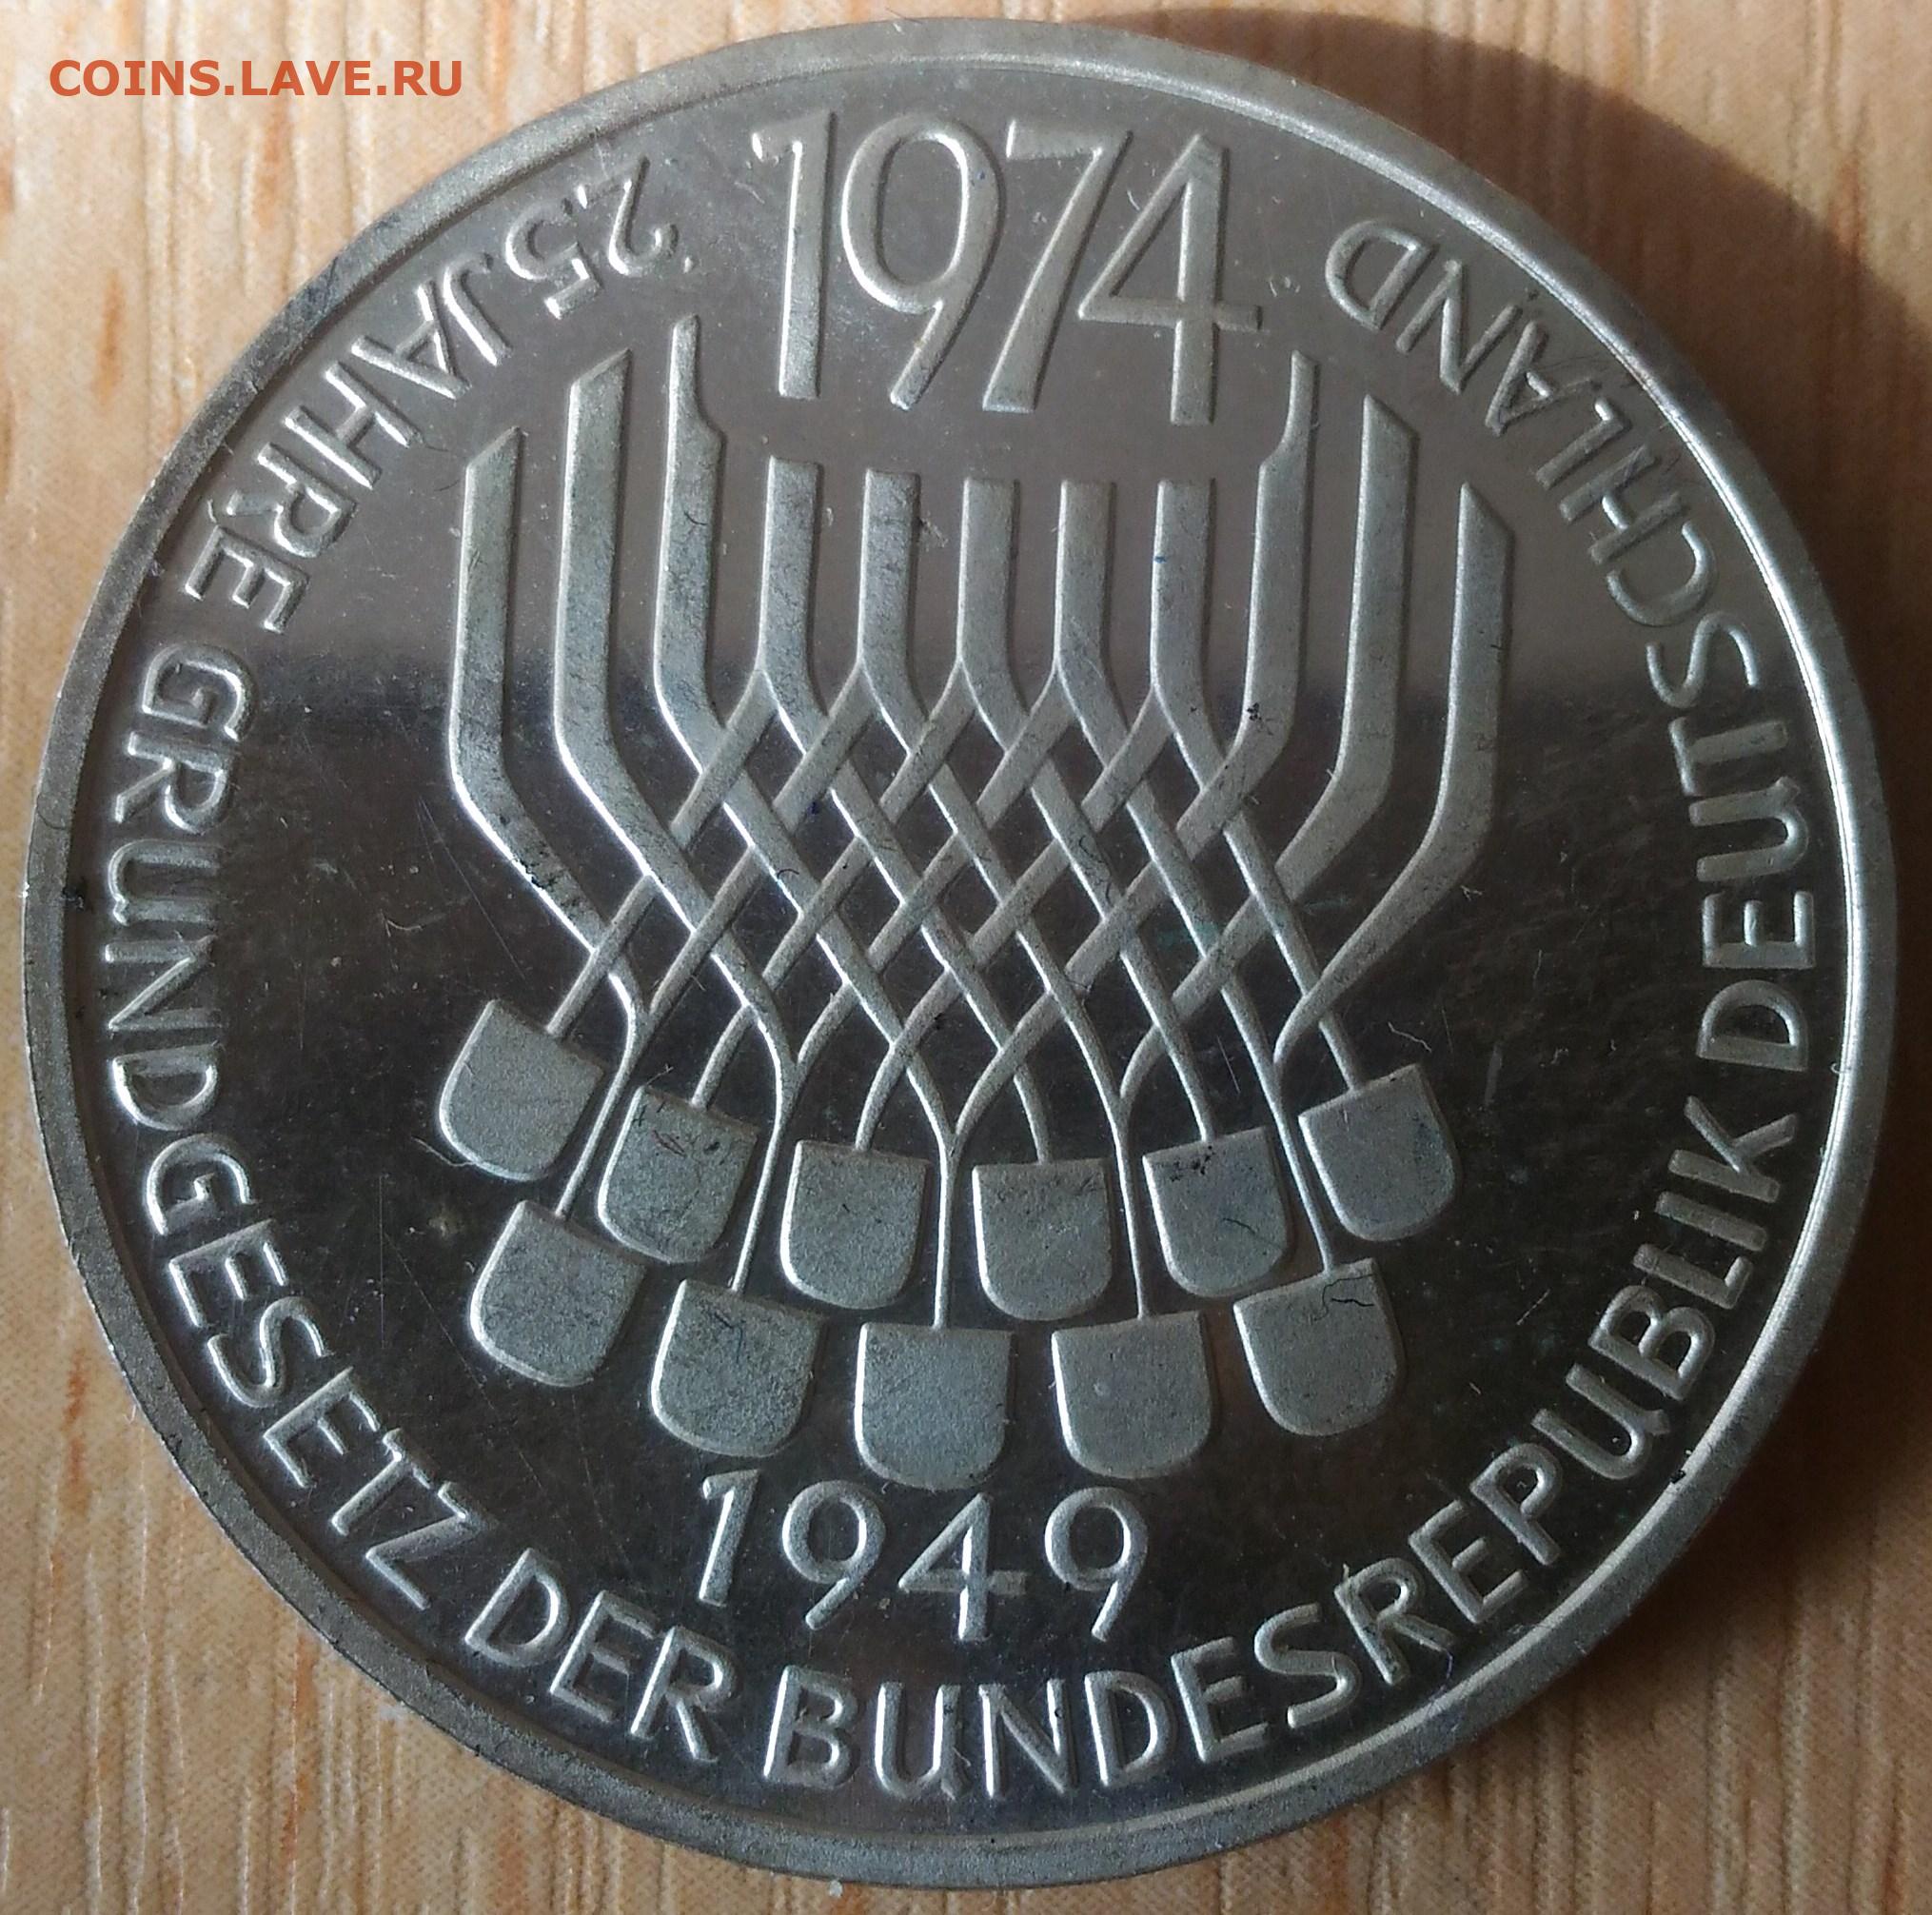 COINS.LAVE.RU
1974
25 JAHRE GRUNDGESETZ DER BUNDESREPUBLIK DEUTSCHLAND
1949